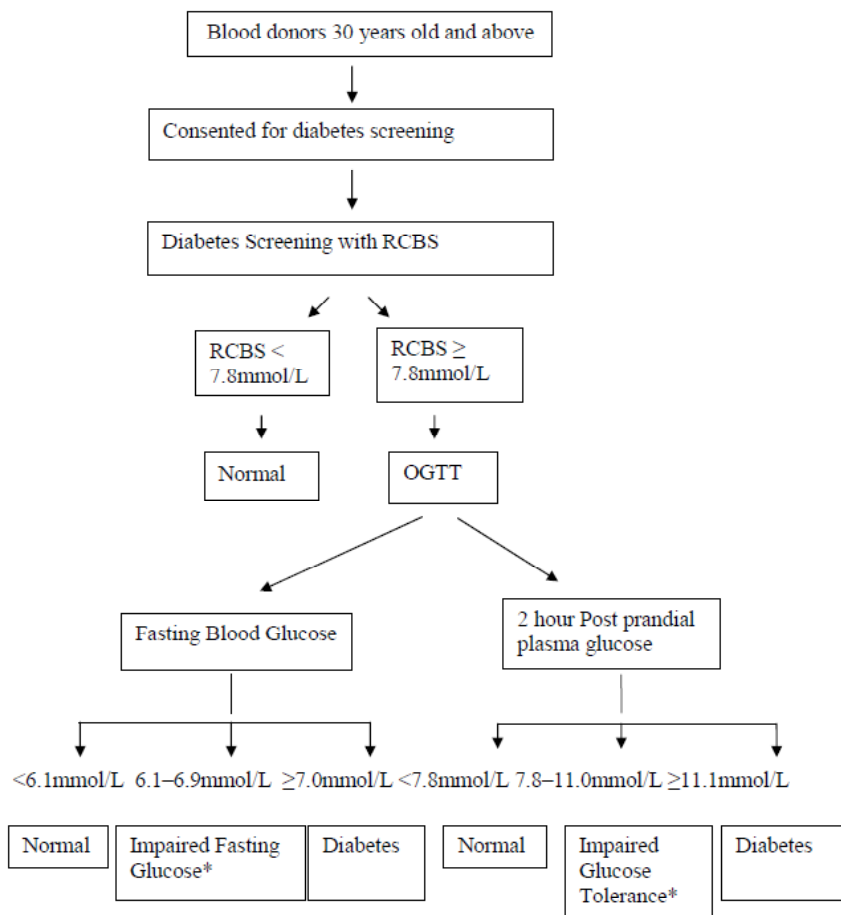 Blood donors 30 years old and above
Consented for diabetes screening
Diabetes Screening with RCBS
RCBS <
7.8mmol/L
RCBS ≥
7.8mmol/L
Normal
OGTT
Fasting Blood Glucose
2 hour Post prandial
plasma glucose
<6.1mmol/L 6.1–6.9mmol/L ≥7.0mmol/L <7.8mmol/L 7.8–11.0mmol/L ≥11.1mmol/L
Normal
Impaired Fasting
Glucose*
Diabetes
Normal
Impaired
Glucose
Tolerance*
Diabetes